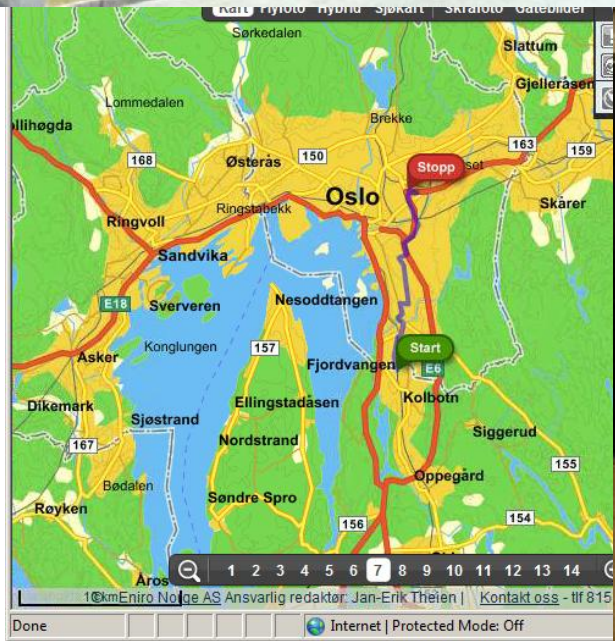 Kart Flyfoto Hybrid Sjøkart Skråfoto Gatebilder
Sørkedalen
Slattum
Gjelleråsen
Lommedalen
Brekke
ollihøgda
163
159
168
Østerås
150
Stopp
set
Oslo
Skårer
Ringstabekk
Ringvoll
Sandvika
E18
Sververen
Nesoddtangen
Konglungen
157
Start
Asker
Fjordvangen
E6
Dikemark
Ellingstadåsen
Kolbotn
Sjøstrand
Nordstrand
Siggerud
167
155
Bødalen
Oppegård
Søndre Spro
Røyken
156
154
Åros
1 2 3 4 5 6 7 8 9 10 11 12 13 14
Eniro Norge AS Ansvarlig redaktør: Jan-Erik Theien | Kontakt oss - tlf 815
Done
Internet | Protected Mode: Off